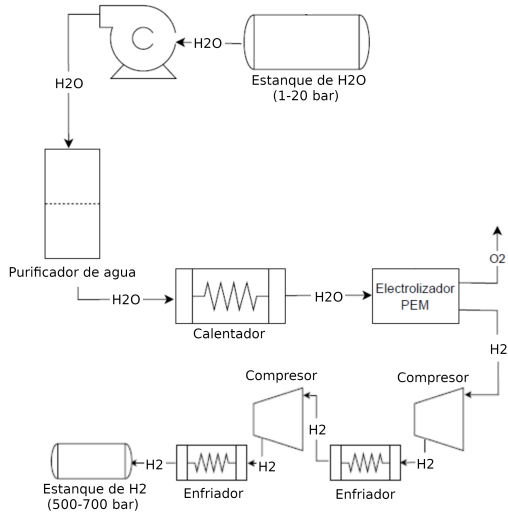 H2O
Estanque de H2O
(1-20 bar)
H2O
Purificador de agua
H2O
Calentador
H2O
Electrolizador
PEM
O2
H2
Compresor
Compresor
H2
H2
H2
H2
Enfriador
Enfriador
Estanque de H2
(500-700 bar)